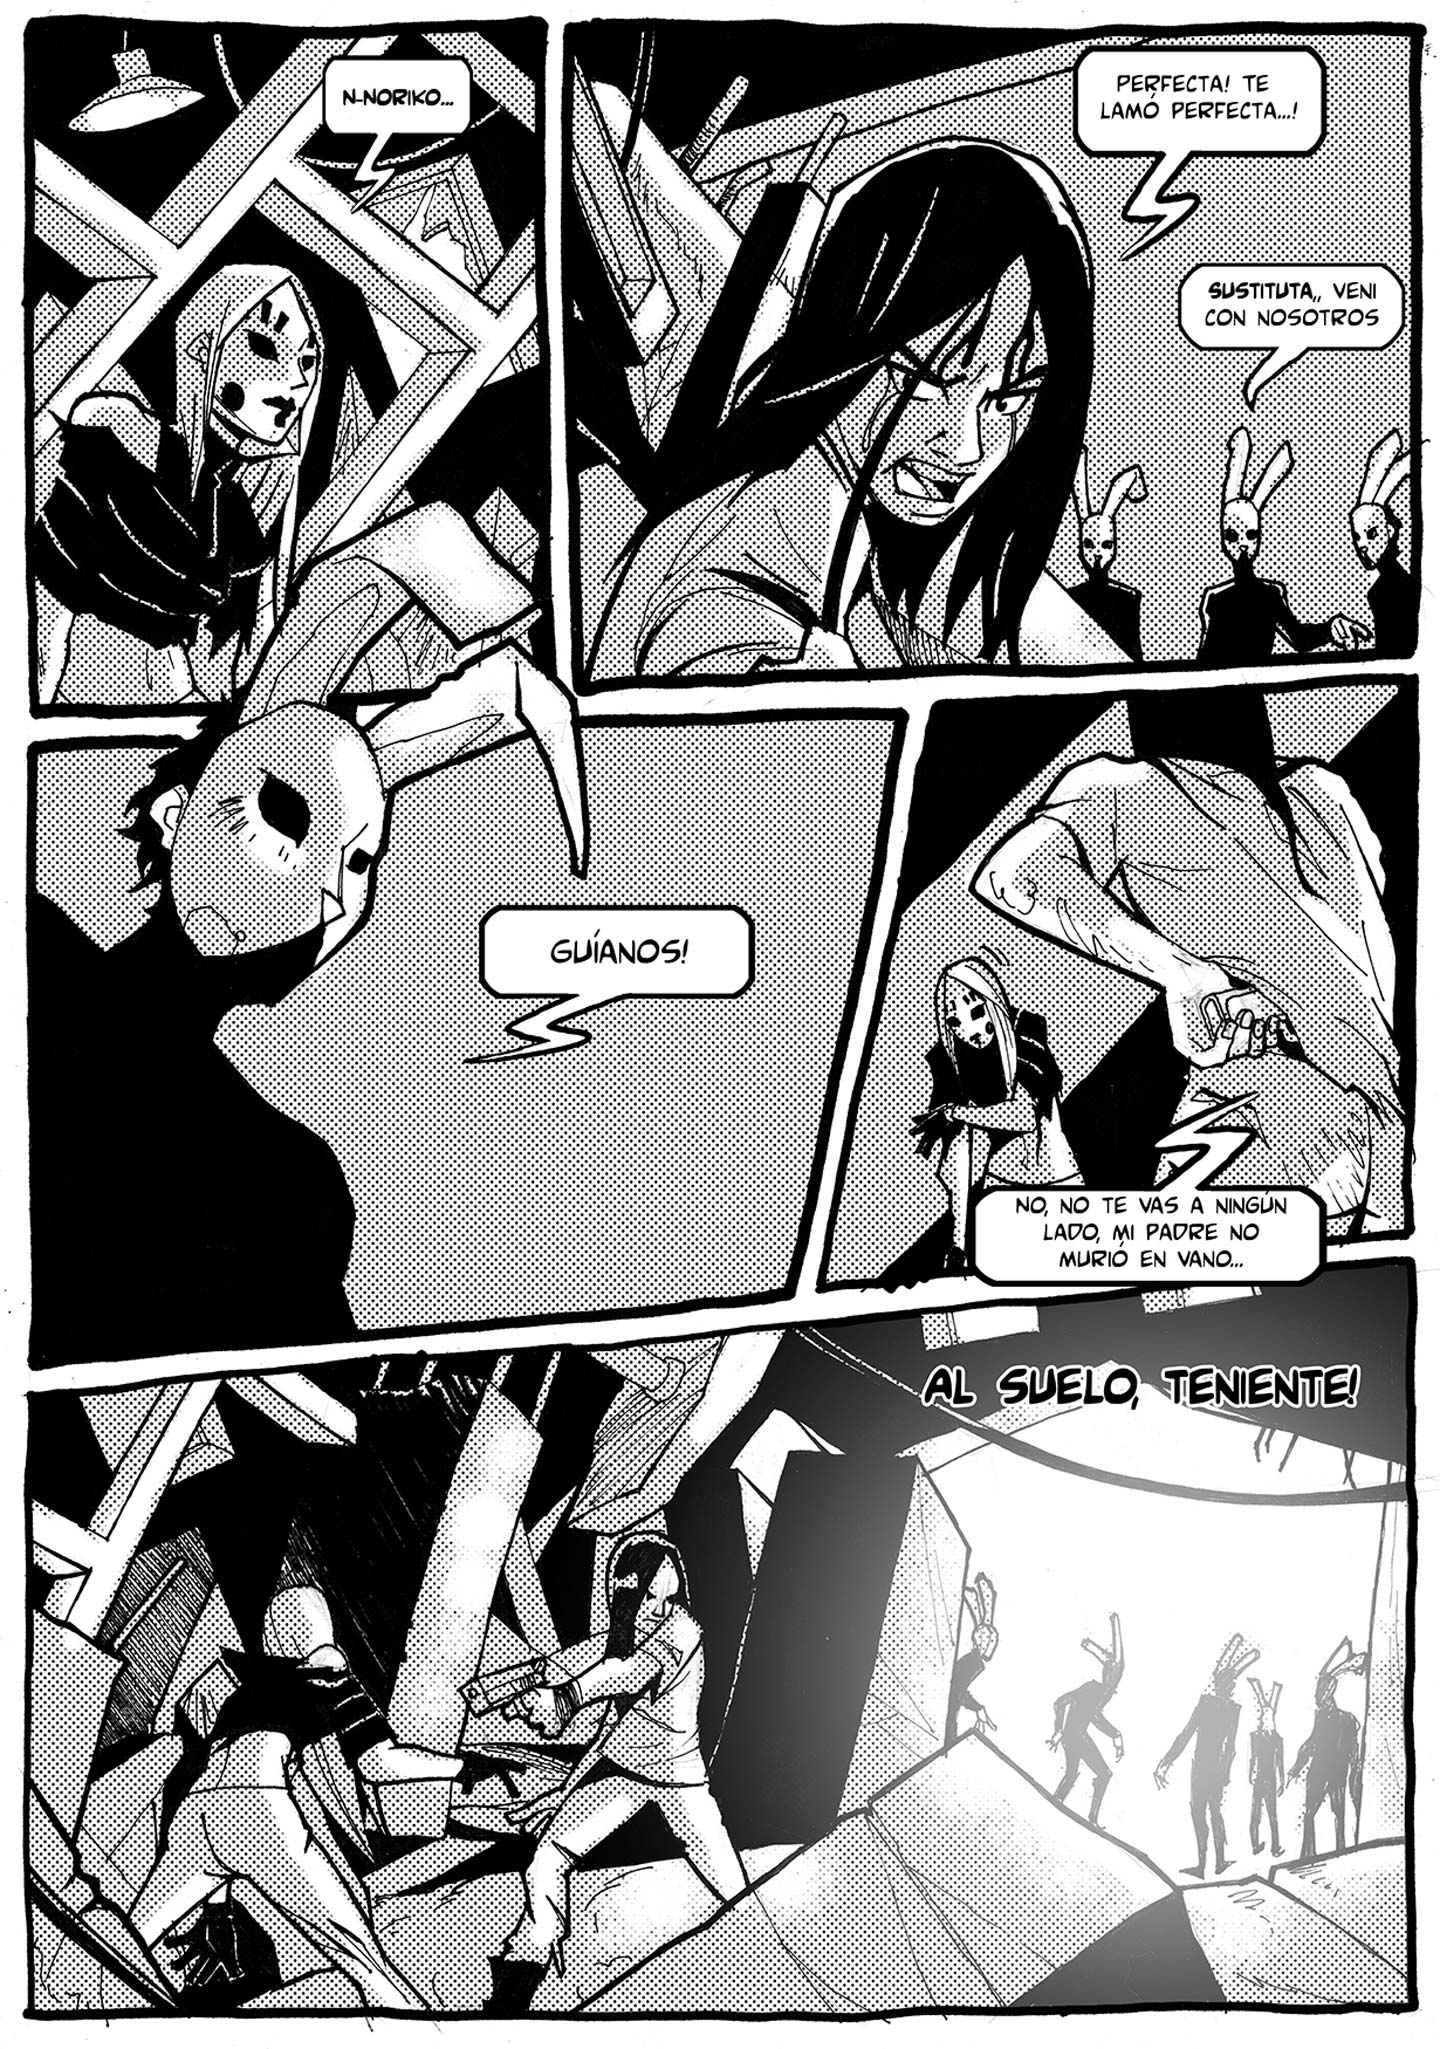 N-NORIKO...
PERFECTA! TE
LAMÓ PERFECTA...!
SUSTITUTA,, VENI
CON NOSOTROS
GUÍANOS!
NO, NO TE VAS A NINGÚN
LADO, MI PADRE NO
MURIÓ EN VANO...
AL SUELO, TENIENTE!